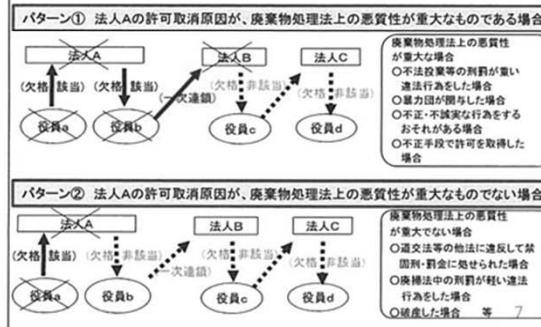 パターン① 法人Aの許可取消原因が、廃棄物処理法上の悪質性が重大なものである場合
法人A
法人B
法人C
(欠格 該当)
(欠格 該当)
(一次連鎖)
(欠格 非該当)
(欠格 非該当)
役員a
役員b
役員c
役員d
廃棄物処理法上の悪質性
が重大な場合
○不法投棄等の刑罰が重い
違法行為をした場合
○暴力団が関与した場合
○不正・不誠実な行為をする
おそれがある場合
○不正手段で許可を取得した
場合
パターン② 法人Aの許可取消原因が、廃棄物処理法上の悪質性が重大なものでない場合
法人A
法人B
法人C
(欠格 該当)
(欠格 非該当)
一次連鎖
(欠格 非該当)
(欠格 非該当)
役員a
役員b
役員c
役員d
廃棄物処理法上の悪質性
が重大でない場合
○道交法等の他法に違反して禁
固刑・罰金に処せられた場合
○廃掃法中の刑罰が軽い違法
行為をした場合
○破産した場合 等 7